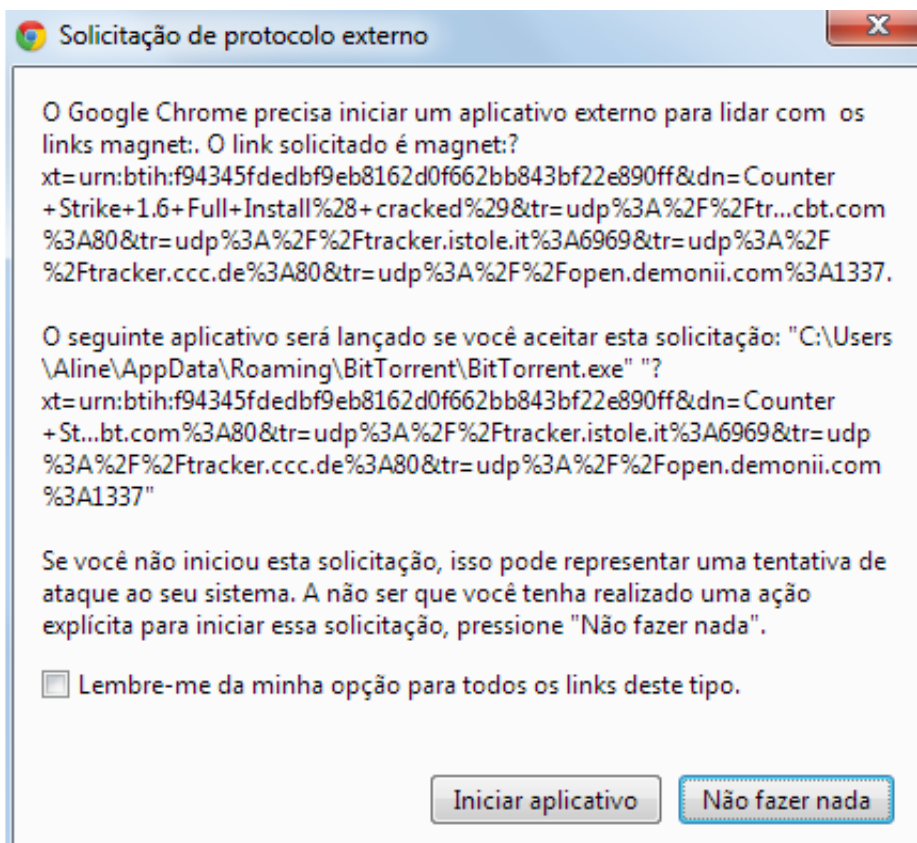 Solicitação de protocolo externo
O Google Chrome precisa iniciar um aplicativo externo para lidar com  os
links magnet:. O link solicitado é magnet:?
xt=urn:btih:f94345fdedbf9eb8162d0f662bb843bf22e890ff&dn=Counter
+Strike+1.6+Full+Install%28+cracked%29&tr=udp%3A%2F%2Ftr...cbt.com
%3A80&tr=udp%3A%2F%2Ftracker.istole.it%3A6969&tr=udp%3A%2F
%2Ftracker.ccc.de%3A80&tr=udp%3A%2F%2Fopen.demonii.com%3A1337.
O seguinte aplicativo será lançado se você aceitar esta solicitação: "C:\Users
\Aline\AppData\Roaming\BitTorrent\BitTorrent.exe" "?
xt=urn:btih:f94345fdedbf9eb8162d0f662bb843bf22e890ff&dn=Counter
+St...bt.com%3A80&tr=udp%3A%2F%2Ftracker.istole.it%3A6969&tr=udp
%3A%2F%2Ftracker.ccc.de%3A80&tr=udp%3A%2F%2Fopen.demonii.com
%3A1337"
Se você não iniciou esta solicitação, isso pode representar uma tentativa de
ataque ao seu sistema. A não ser que você tenha realizado uma ação
explícita para iniciar essa solicitação, pressione "Não fazer nada".
Lembre-me da minha opção para todos os links deste tipo.
Iniciar aplicativo
Não fazer nada